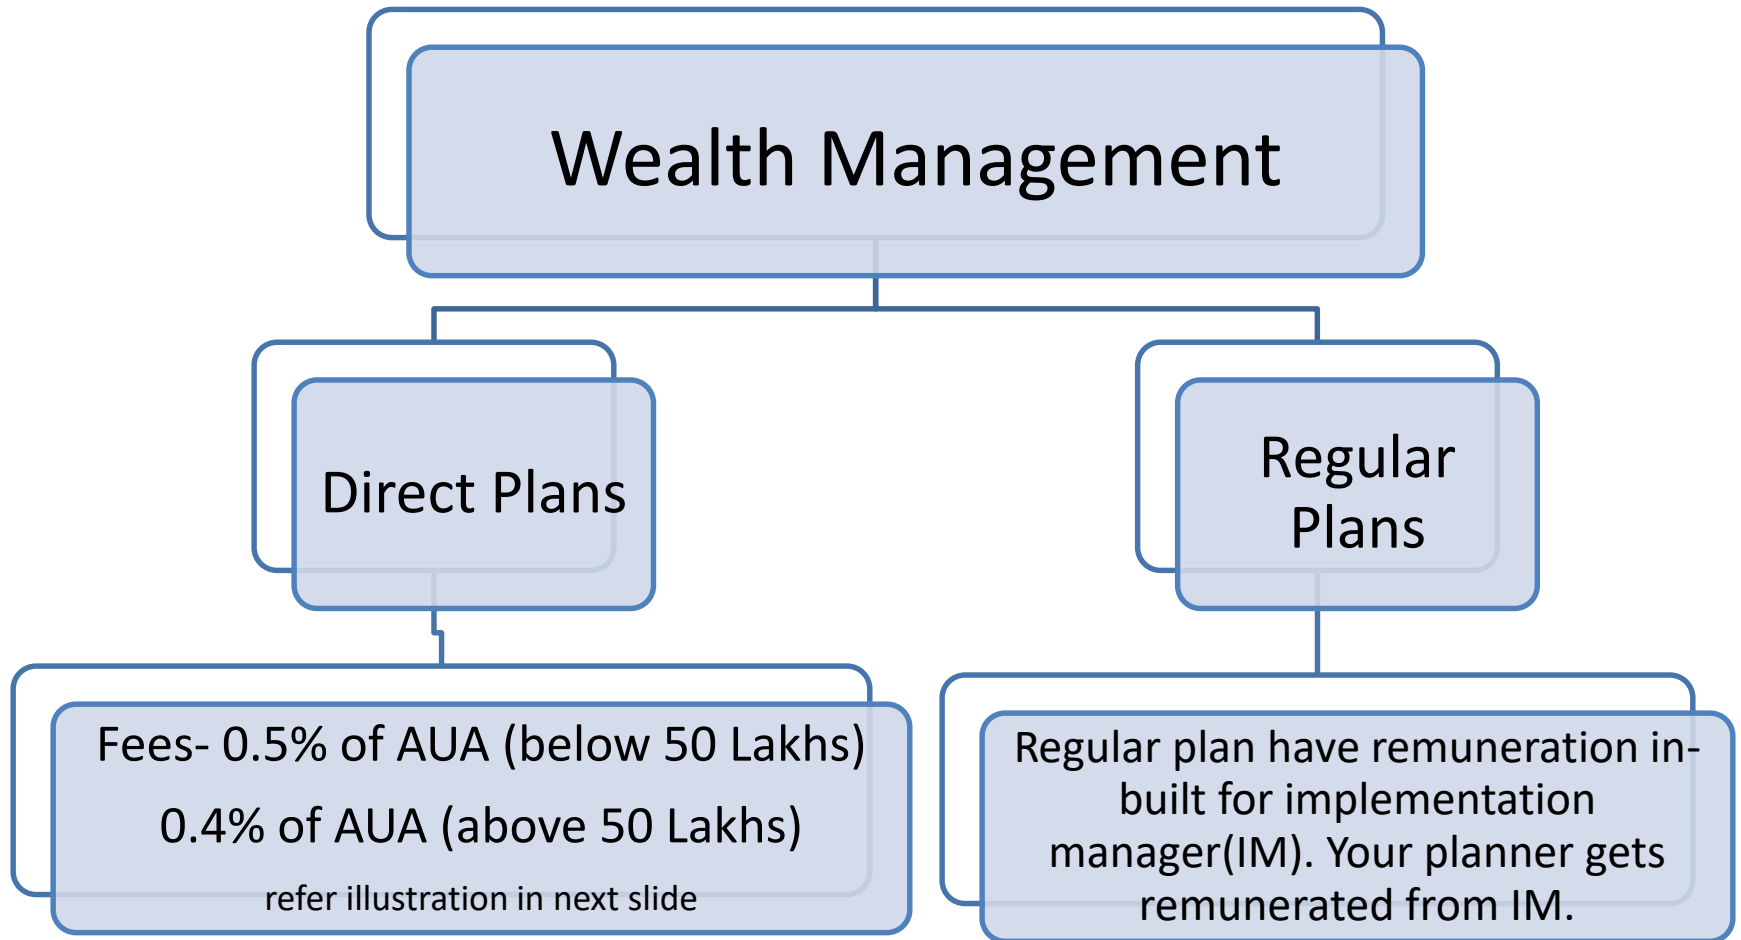 Wealth Management
Direct Plans
Regular
Plans
Fees- 0.5% of AUA (below 50 Lakhs)
0.4% of AUA (above 50 Lakhs)
refer illustration in next slide
Regular plan have remuneration in-
built for implementation
manager(IM). Your planner gets
remunerated from IM.